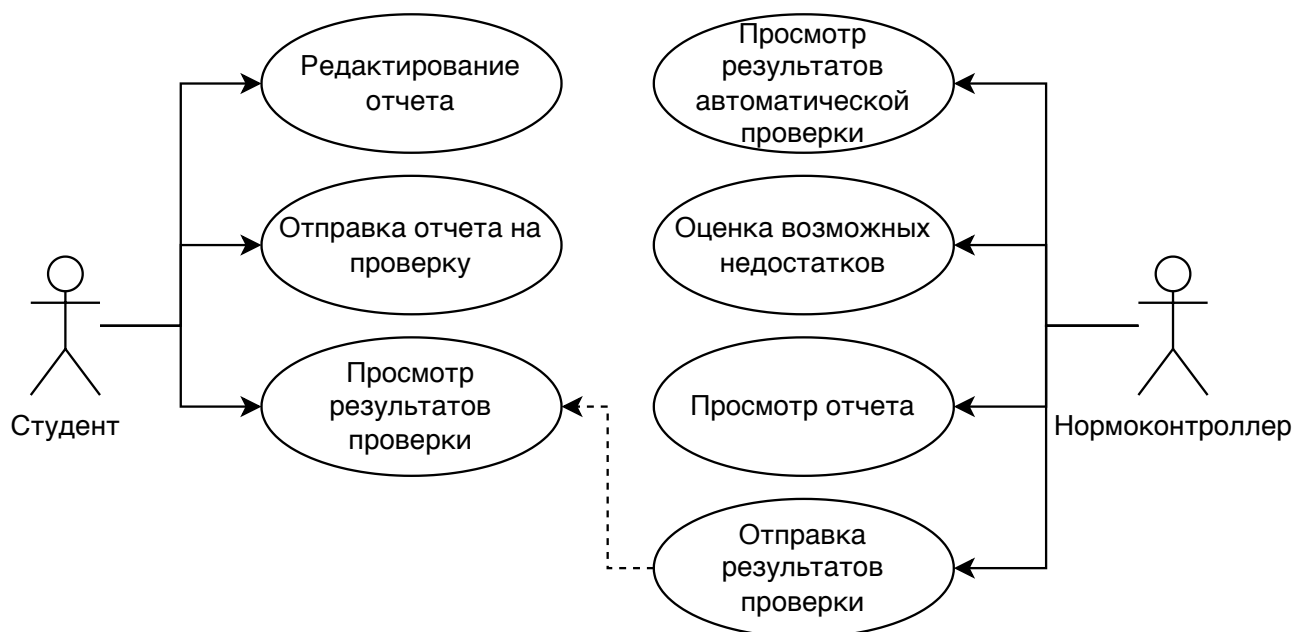 Редактирование
отчета
Отправка отчета на
проверку
Просмотр
результатов
проверки
Студент
Просмотр
результатов
автоматической
проверки
Оценка возможных
недостатков
Просмотр отчета
Отправка
результатов
проверки
Нормоконтроллер